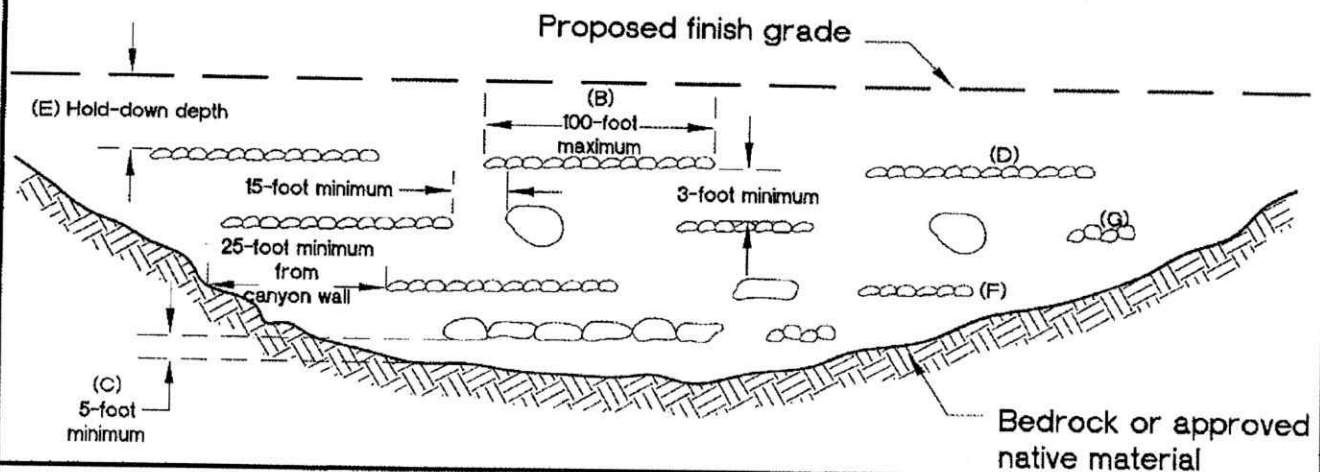 Proposed finish grade
(E) Hold-down depth
(B)
100-foot
maximum
(D)
15-foot minimum
3-foot minimum
(G)
25-foot minimum
from
canyon wall
(F)
(C)
5-foot
minimum
Bedrock or approved
native material